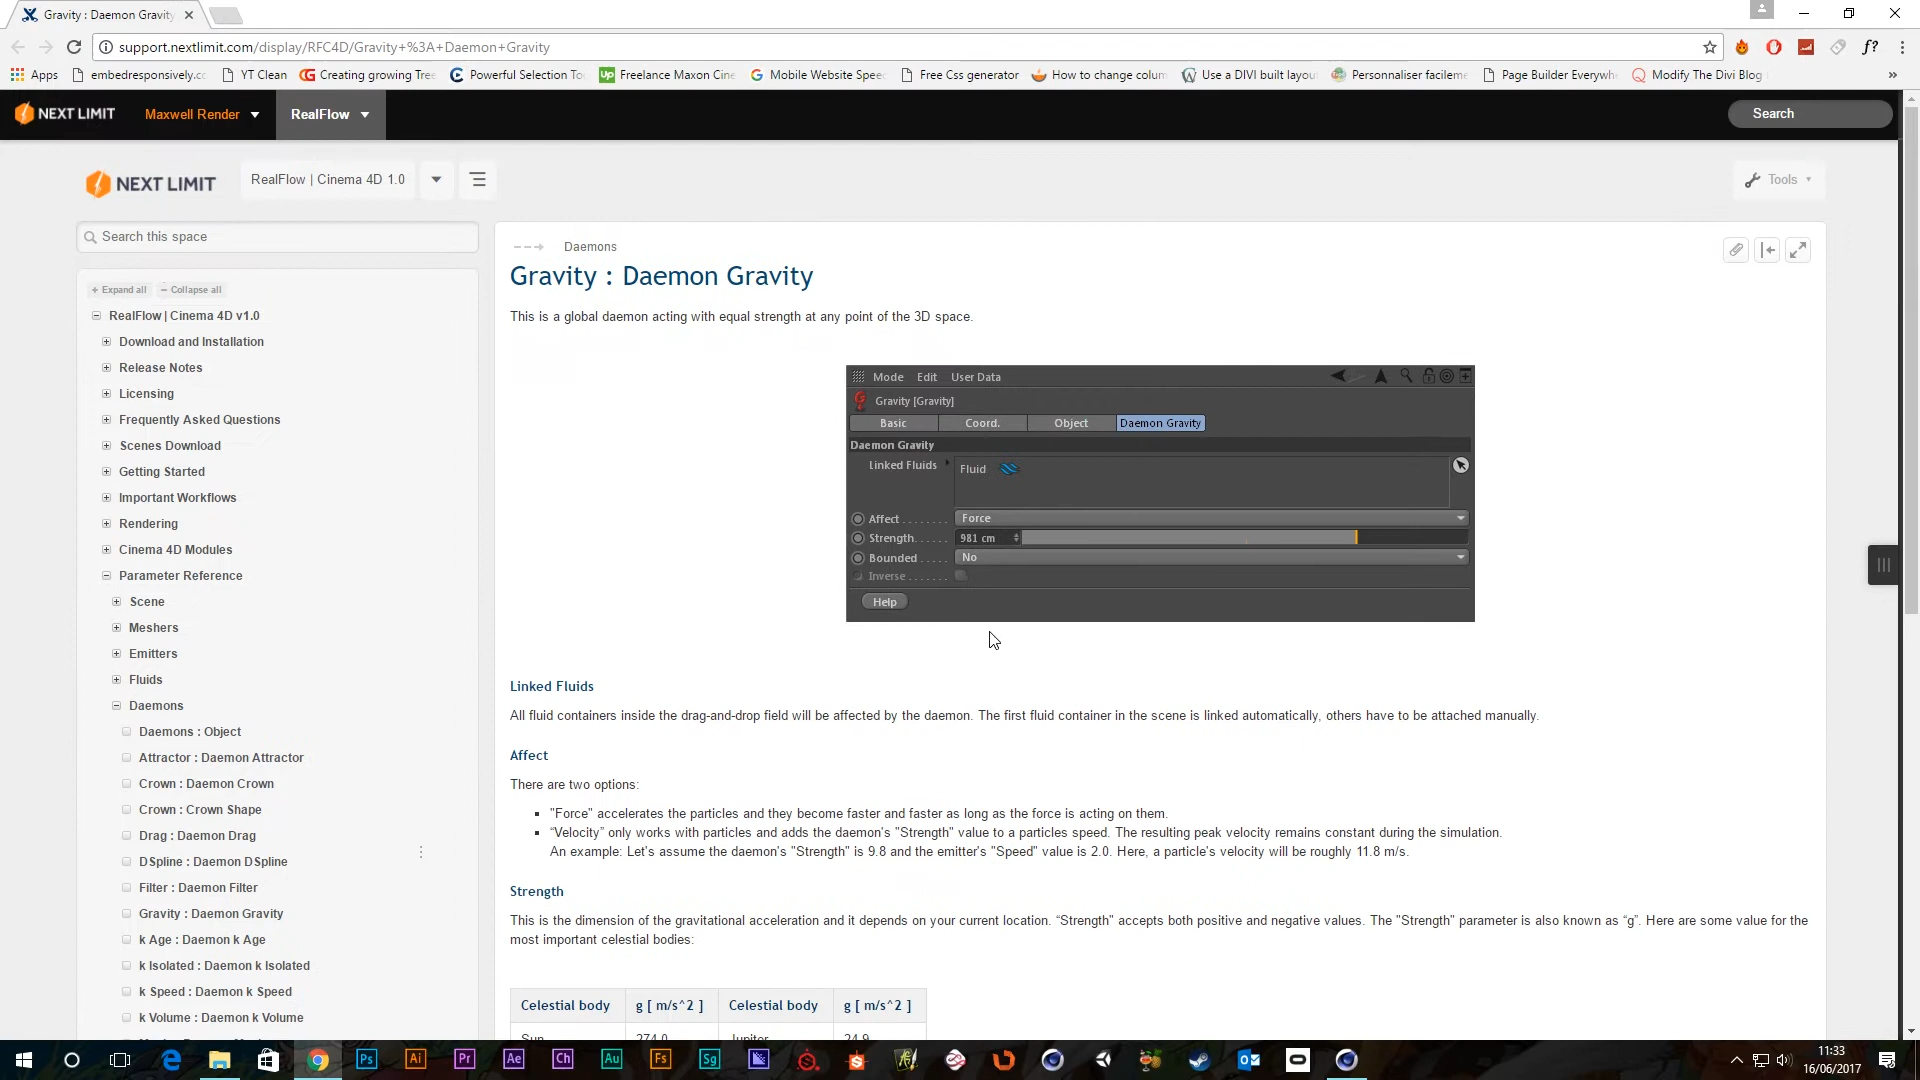 Gravity : Daemon Gravity
support.nextlimit.com/display/RFC4D/Gravity+%3A+Daemon+Gravity
Apps embedresponsively.co YT Clean Creating growing Tree Powerful Selection To Freelance Maxon Cine Mobile Website Spee Free Css generator How to change colum Use a DIVI built layou Personnaliser facileme Page Builder Everywh Modify The Divi Blog »
NEXT LIMIT Maxwell Render RealFlow Search
NEXT LIMIT RealFlow | Cinema 4D 1.0 Tools
Search this space
+ Expand all − Collapse all
RealFlow | Cinema 4D v1.0
Download and Installation
Release Notes
Licensing
Frequently Asked Questions
Scenes Download
Getting Started
Important Workflows
Rendering
Cinema 4D Modules
Parameter Reference
Scene
Meshers
Emitters
Fluids
Daemons
Daemons : Object
Attractor : Daemon Attractor
Crown : Daemon Crown
Crown : Crown Shape
Drag : Daemon Drag
DSpline : Daemon DSpline
Filter : Daemon Filter
Gravity : Daemon Gravity
k Age : Daemon k Age
k Isolated : Daemon k Isolated
k Speed : Daemon k Speed
k Volume : Daemon k Volume
Daemons
Gravity : Daemon Gravity
This is a global daemon acting with equal strength at any point of the 3D space.
Mode Edit User Data
Gravity [Gravity]
Basic Coord. Object Daemon Gravity
Daemon Gravity
Linked Fluids Fluid
Affect . . . . . . . . Force
Strength. . . . . . 981 cm
Bounded . . . . . No
Inverse . . . . . . .
Help
Linked Fluids
All fluid containers inside the drag-and-drop field will be affected by the daemon. The first fluid container in the scene is linked automatically, others have to be attached manually.
Affect
There are two options:
"Force" accelerates the particles and they become faster and faster as long as the force is acting on them.
“Velocity” only works with particles and adds the daemon's "Strength" value to a particles speed. The resulting peak velocity remains constant during the simulation.
An example: Let's assume the daemon's "Strength" is 9.8 and the emitter's "Speed" value is 2.0. Here, a particle's velocity will be roughly 11.8 m/s.
Strength
This is the dimension of the gravitational acceleration and it depends on your current location. “Strength” accepts both positive and negative values. The "Strength" parameter is also known as “g”. Here are some value for the
most important celestial bodies:
Celestial body g [ m/s^2 ] Celestial body g [ m/s^2 ]
Sun 274.0 Jupiter 24.9
Ps Ai Pr Ae Ch Au Fs Sg
11:33
16/06/2017